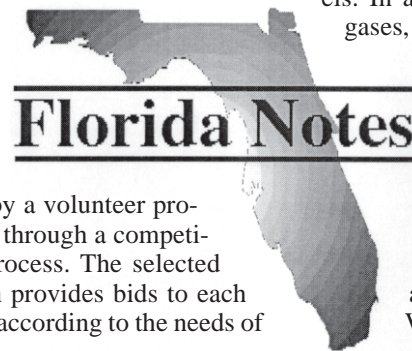 els. In a
gases,
Florida Notes
by a volunteer pro-
through a competi-
rocess. The selected
n provides bids to each
according to the needs of
a